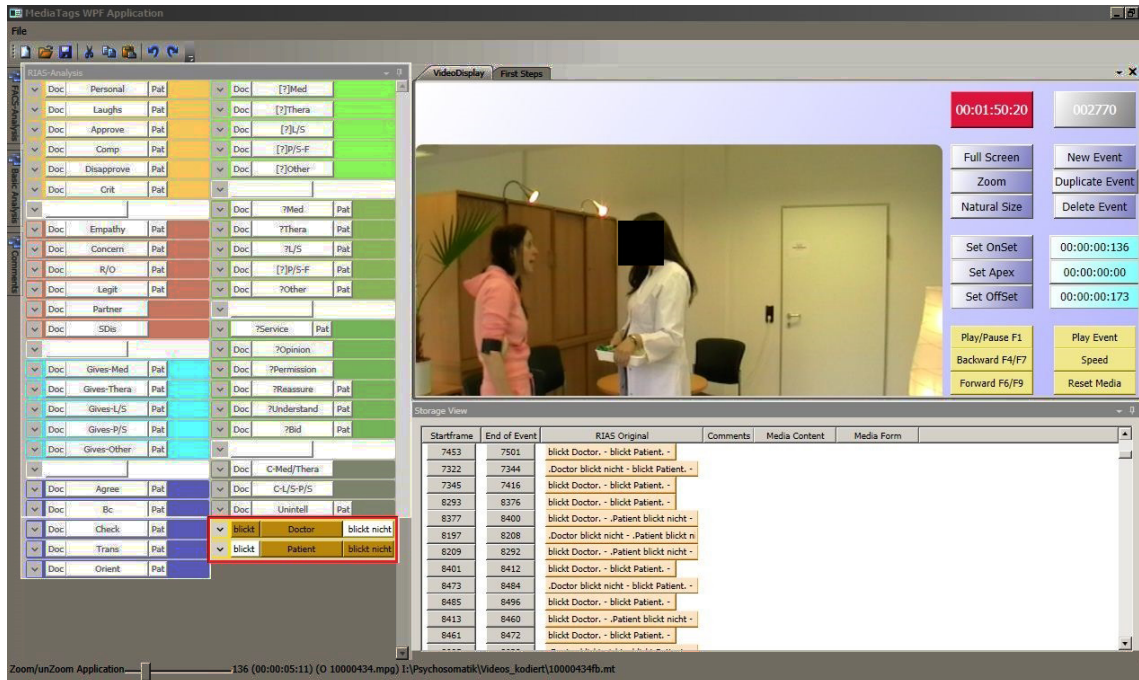 MediaTags WPF Application
File
RIAS-Analysis
FACS-Analysis
Basic Analysis
Comments
Doc Personal Pat
Doc Laughs Pat
Doc Approve Pat
Doc Comp Pat
Doc Disapprove Pat
Doc Crit Pat
Doc Empathy Pat
Doc Concern Pat
Doc R/O Pat
Doc Legit Pat
Doc Partner
Doc SDis
Doc Gives-Med Pat
Doc Gives-Thera Pat
Doc Gives-L/S Pat
Doc Gives-P/S Pat
Doc Gives-Other Pat
Doc Agree Pat
Doc Bc Pat
Doc Check Pat
Doc Trans Pat
Doc Orient Pat
Doc [?]Med
Doc [?]Thera
Doc [?]L/S
Doc [?]P/S-F
Doc [?]Other
Doc ?Med Pat
Doc ?Thera Pat
Doc ?L/S Pat
Doc [?]P/S-F Pat
Doc ?Other Pat
?Service Pat
Doc ?Opinion
Doc ?Permission
Doc ?Reassure Pat
Doc ?Understand Pat
Doc ?Bid Pat
Doc C-Med/Thera
Doc C-L/S-P/S
Doc Unintell Pat
blickt Doctor blickt nicht
blickt Patient blickt nicht
VideoDisplay First Steps
00:01:50:20 002770
Full Screen New Event
Zoom Duplicate Event
Natural Size Delete Event
Set OnSet 00:00:00:136
Set Apex 00:00:00:00
Set OffSet 00:00:00:173
Play/Pause F1 Play Event
Backward F4/F7 Speed
Forward F6/F9 Reset Media
Storage View
Startframe End of Event RIAS Original Comments Media Content Media Form
7453 7501 blickt Doctor. - blickt Patient. -
7322 7344 .Doctor blickt nicht - blickt Patient. -
7345 7416 blickt Doctor. - blickt Patient. -
8293 8376 blickt Doctor. - blickt Patient. -
8377 8400 blickt Doctor. - .Patient blickt nicht -
8197 8208 .Doctor blickt nicht - .Patient blickt ni
8209 8292 blickt Doctor. - .Patient blickt nicht -
8401 8412 blickt Doctor. - blickt Patient. -
8473 8484 .Doctor blickt nicht - blickt Patient. -
8485 8496 blickt Doctor. - blickt Patient. -
8413 8460 blickt Doctor. - .Patient blickt nicht -
8461 8472 blickt Doctor. - blickt Patient. -
Zoom/unZoom Application 136 (00:00:05:11) (O 10000434.mpg) I:\Psychosomatik\Videos_kodiert\10000434fb.mt